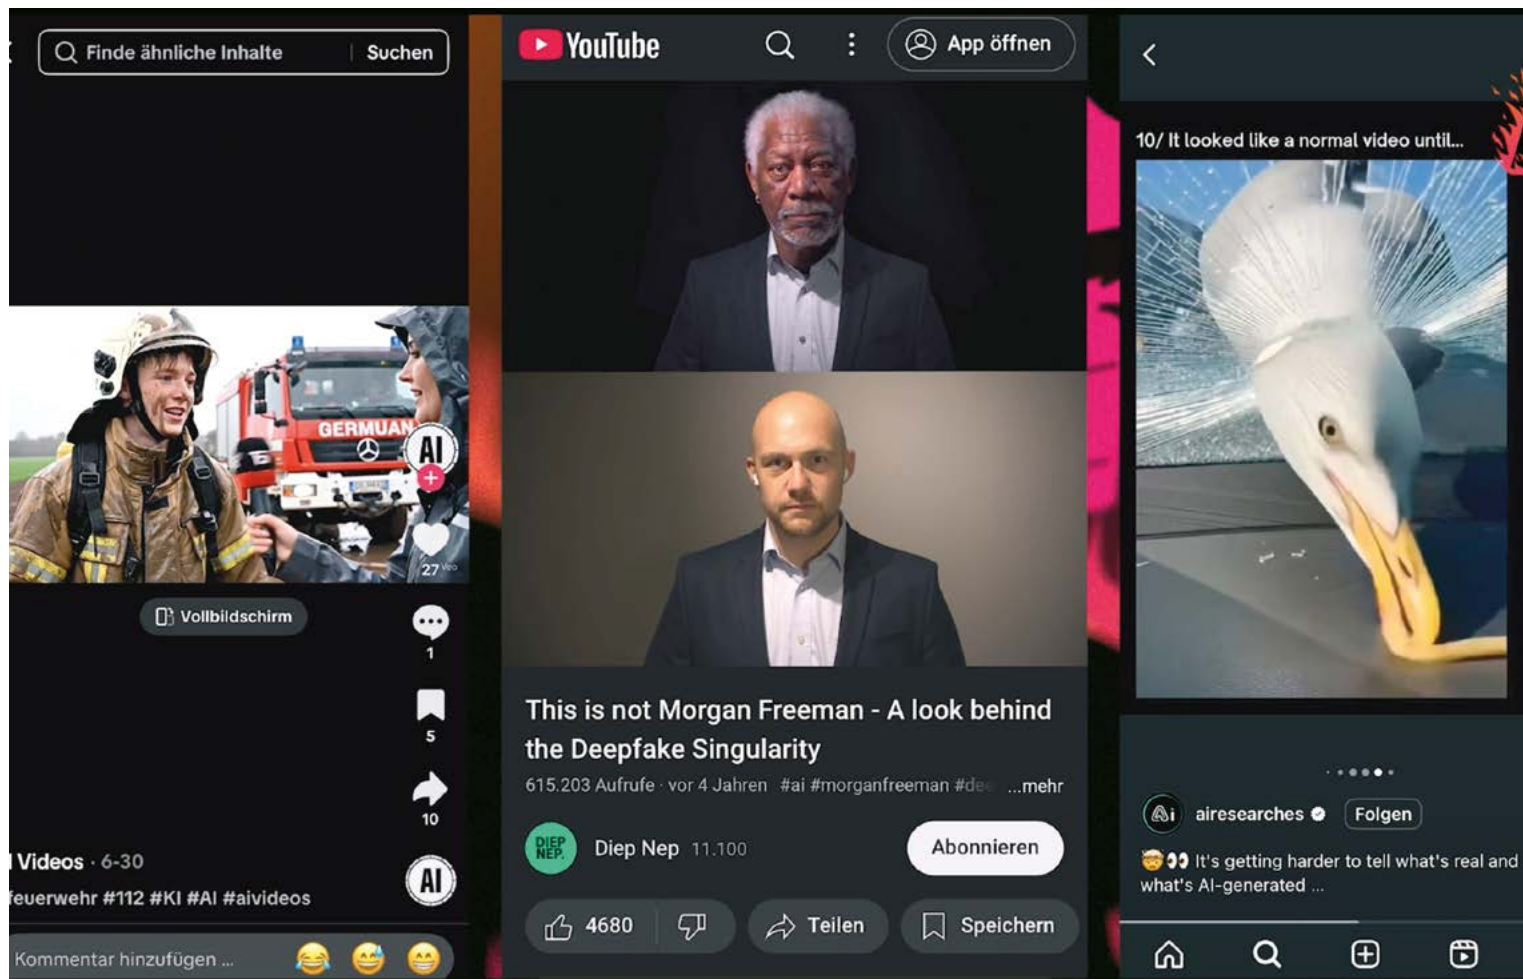 Finde ähnliche Inhalte
Suchen
GERMUAN
AI
27
Veo
Vollbildschirm
1
5
10
Videos · 6-30
AI
feuerwehr #112 #KI #AI #aivideos
Kommentar hinzufügen ...
YouTube
App öffnen
This is not Morgan Freeman - A look behind
the Deepfake Singularity
615.203 Aufrufe · vor 4 Jahren #ai #morganfreeman #dee ...mehr
DIEP
NEP.
Diep Nep 11.100
Abonnieren
4680
Teilen
Speichern
10/ It looked like a normal video until...
Ai
airesearches
Folgen
🤯👀 It's getting harder to tell what's real and
what's AI-generated ...